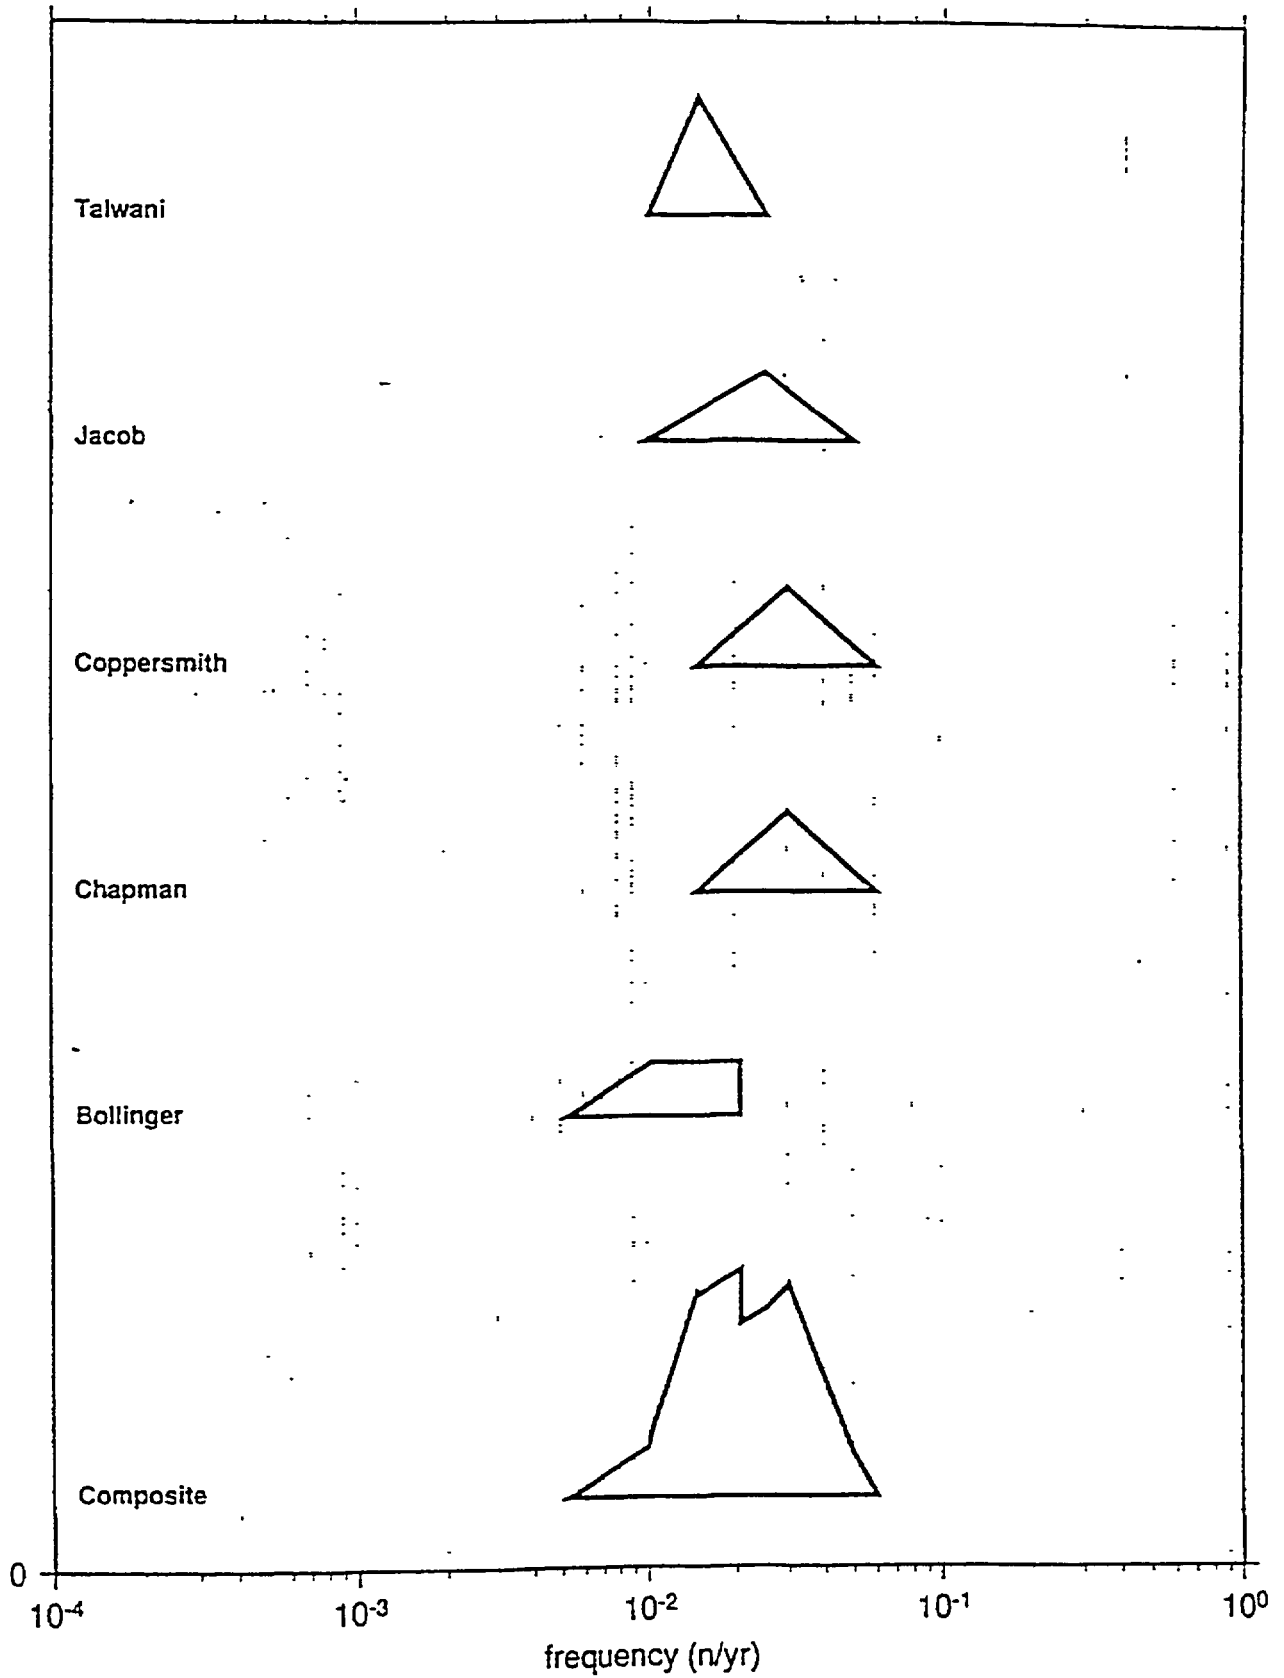 Talwani
Jacob
Coppersmith
Chapman
Bollinger
Composite
0
10-4 10-3 10-2 10-1 100
frequency (n/yr)